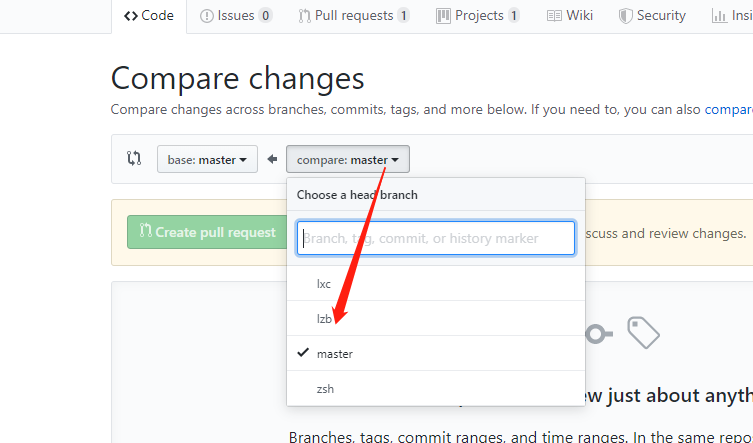 Code Issues 0 Pull requests 1 Projects 1 Wiki Security Insi
Compare changes
Compare changes across branches, commits, tags, and more below. If you need to, you can also compar
base: master compare: master
Choose a head branch
Branch, tag, commit, or history marker
Create pull request scuss and review changes.
lxc
lzb
master
zsh
w just about anyth
Branches, tags, commit ranges, and time ranges. In the same repo